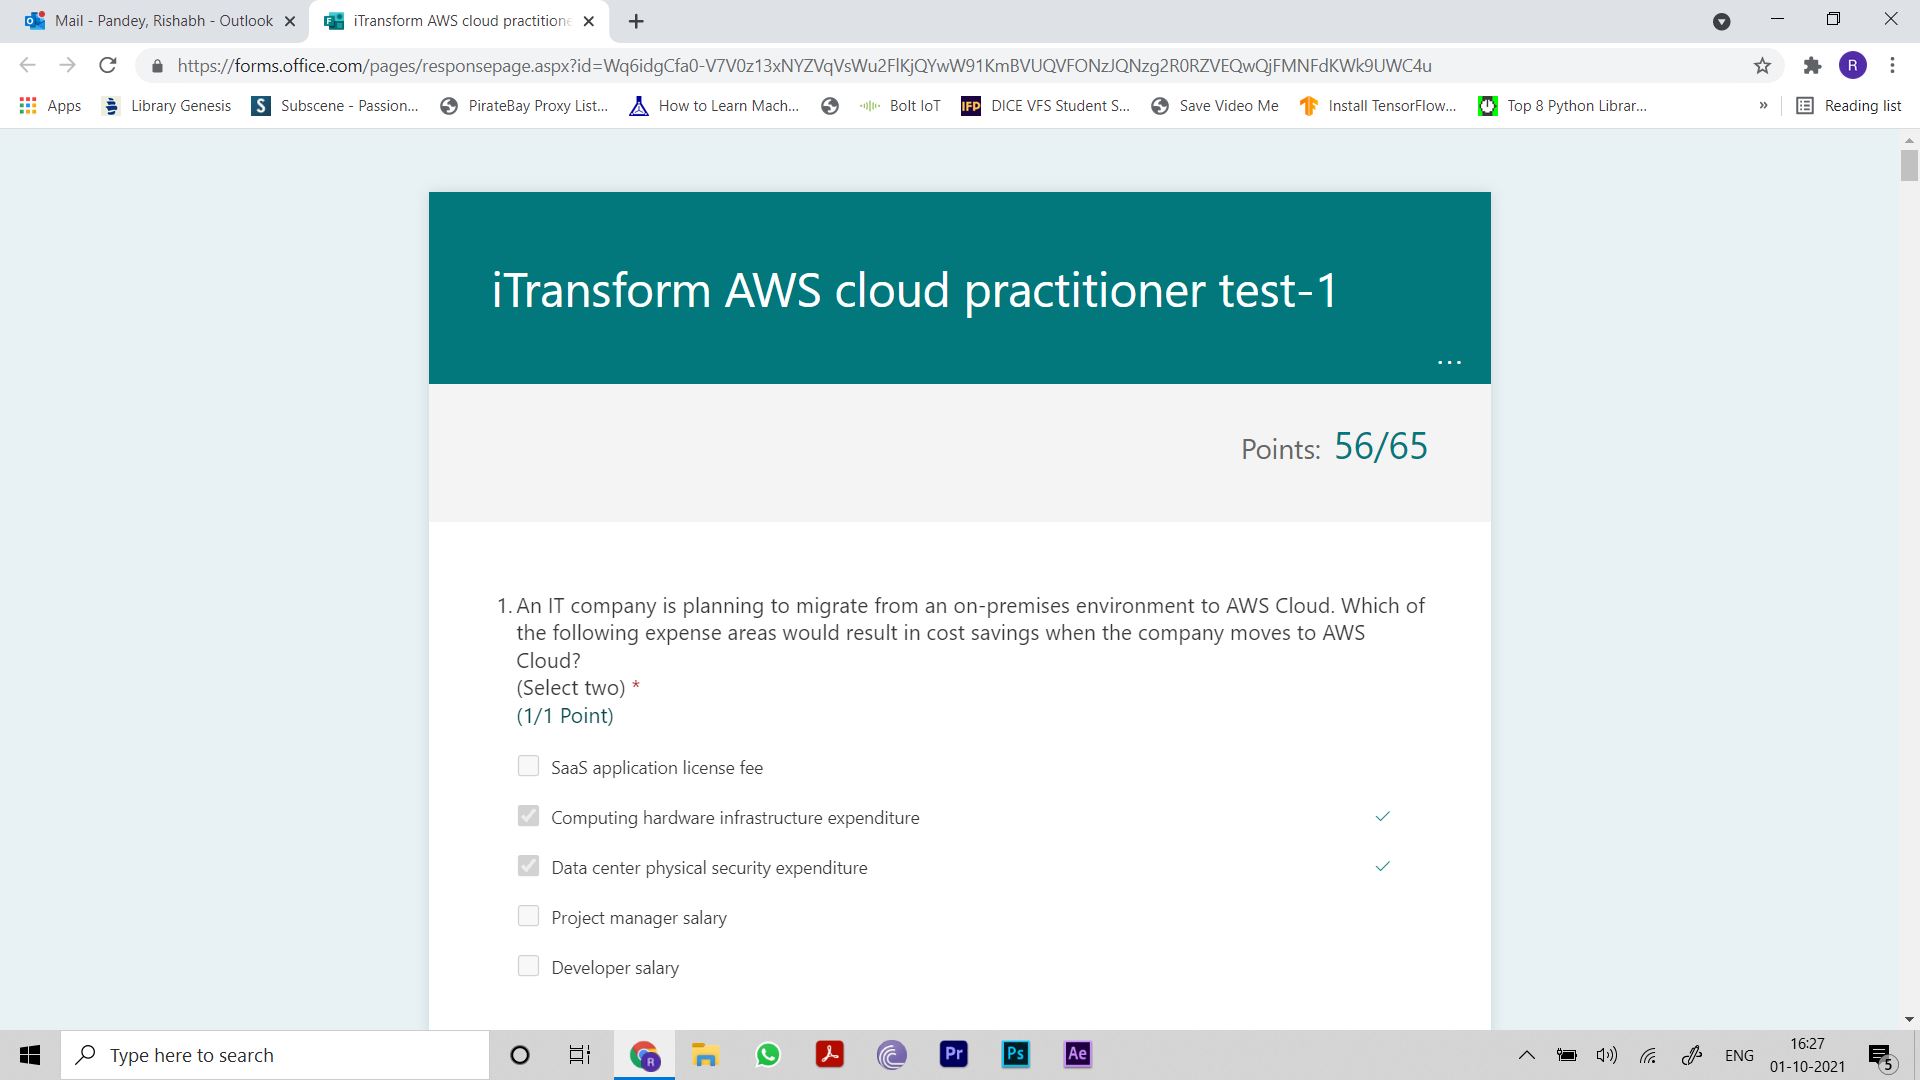 Mail - Pandey, Rishabh - Outlook
iTransform AWS cloud practitione
https://forms.office.com/pages/responsepage.aspx?id=Wq6idgCfa0-V7V0z13xNYZVqVsWu2FlKjQYwW91KmBVUQVFONzJQNzg2R0RZVEQwQjFMNFdKWk9UWC4u
R
Apps
Library Genesis
S
Subscene - Passion...
PirateBay Proxy List...
How to Learn Mach...
Bolt IoT
IFP
DICE VFS Student S...
Save Video Me
Install TensorFlow...
Top 8 Python Librar...
»
Reading list
iTransform AWS cloud practitioner test-1
...
Points: 56/65
1. An IT company is planning to migrate from an on-premises environment to AWS Cloud. Which of
the following expense areas would result in cost savings when the company moves to AWS
Cloud?
(Select two) *
(1/1 Point)
SaaS application license fee
Computing hardware infrastructure expenditure
Data center physical security expenditure
Project manager salary
Developer salary
Type here to search
R
Pr
Ps
Ae
ENG
16:27
01-10-2021
5